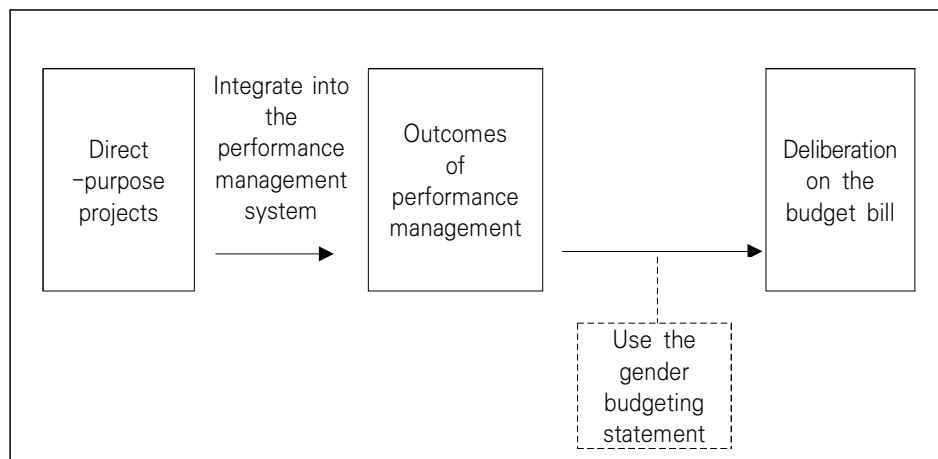 Direct
-purpose
projects
Integrate into
the
performance
management
system
Outcomes
of
performance
management
Deliberation
on the
budget bill
Use the
gender
budgeting
statement